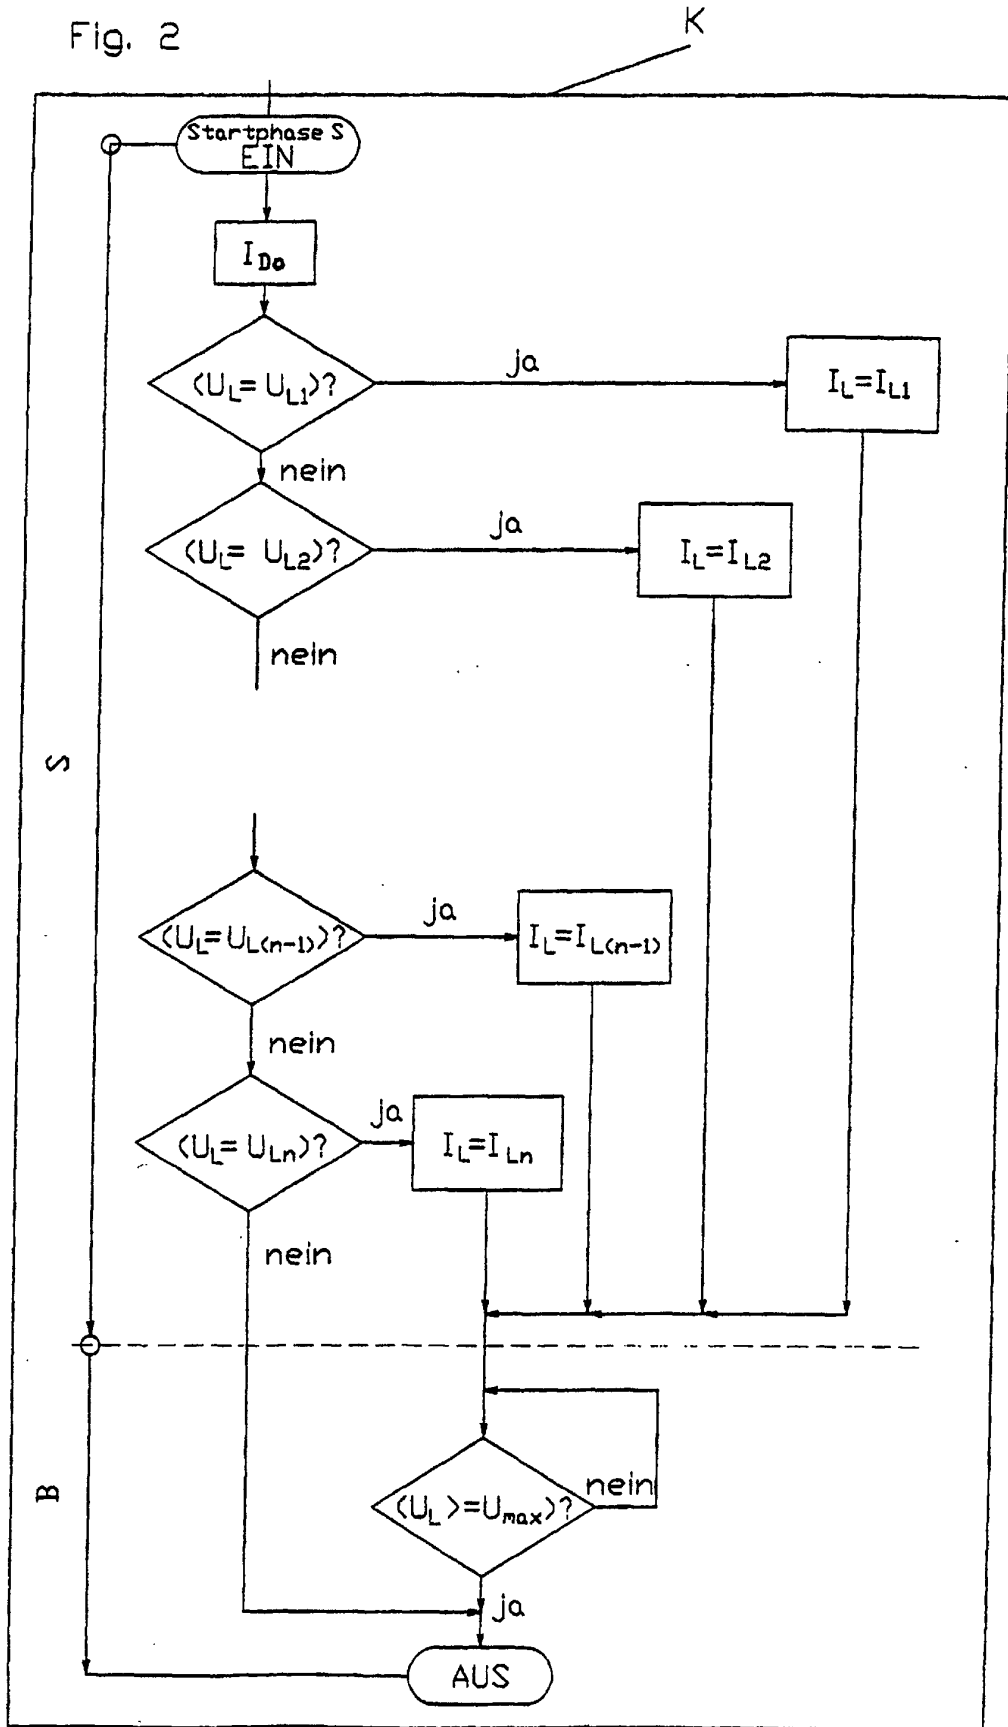 Fig. 2
K
Startphase S
EIN
I_Do
(U_L = U_L1)?
ja
I_L = I_L1
nein
(U_L = U_L2)?
ja
I_L = I_L2
nein
S
(U_L = U_L(n-1))?
ja
I_L = I_L(n-1)
nein
(U_L = U_Ln)?
ja
I_L = I_Ln
nein
B
(U_L >= U_max)?
nein
ja
AUS